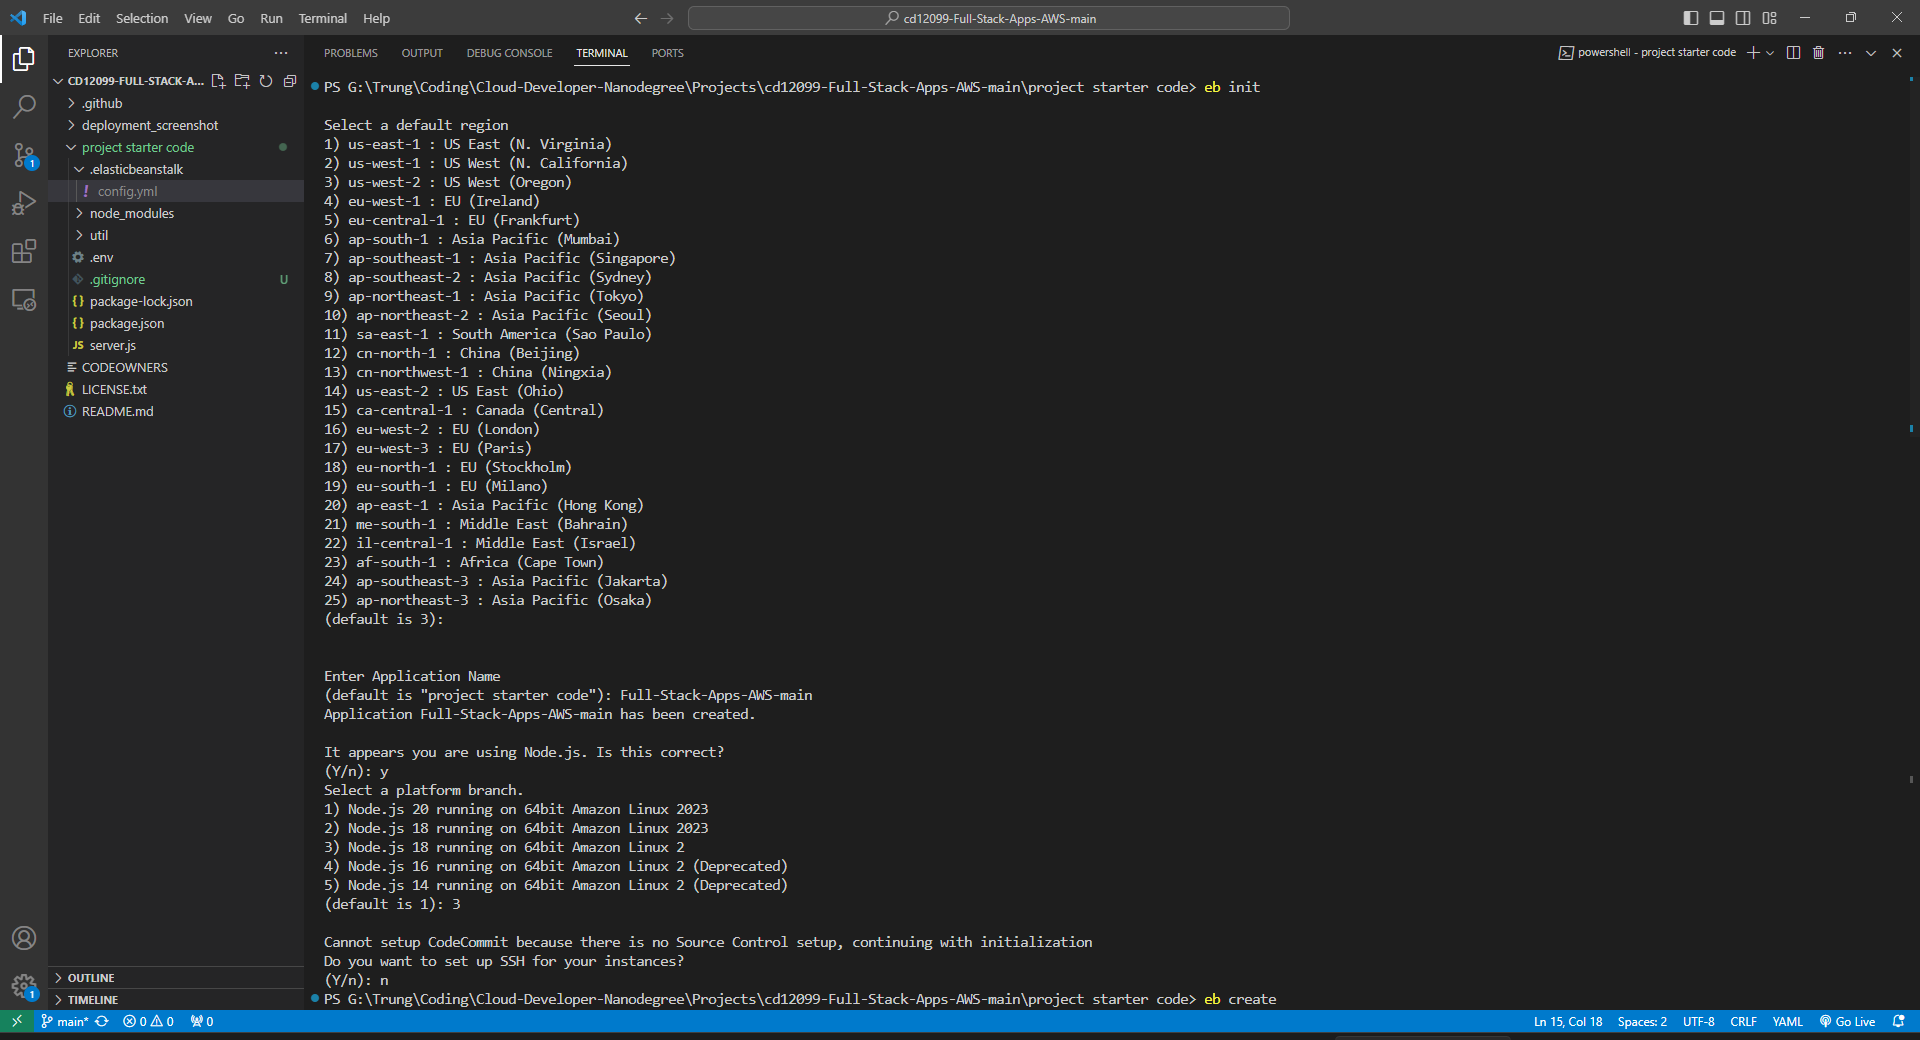 File Edit Selection View Go Run Terminal Help
cd12099-Full-Stack-Apps-AWS-main
EXPLORER
CD12099-FULL-STACK-A...
.github
deployment_screenshot
project starter code
.elasticbeanstalk
! config.yml
node_modules
util
.env
.gitignore U
{} package-lock.json
{} package.json
JS server.js
CODEOWNERS
LICENSE.txt
README.md
OUTLINE
TIMELINE
1
1
PROBLEMS OUTPUT DEBUG CONSOLE TERMINAL PORTS
powershell - project starter code
PS G:\Trung\Coding\Cloud-Developer-Nanodegree\Projects\cd12099-Full-Stack-Apps-AWS-main\project starter code> eb init
Select a default region
1) us-east-1 : US East (N. Virginia)
2) us-west-1 : US West (N. California)
3) us-west-2 : US West (Oregon)
4) eu-west-1 : EU (Ireland)
5) eu-central-1 : EU (Frankfurt)
6) ap-south-1 : Asia Pacific (Mumbai)
7) ap-southeast-1 : Asia Pacific (Singapore)
8) ap-southeast-2 : Asia Pacific (Sydney)
9) ap-northeast-1 : Asia Pacific (Tokyo)
10) ap-northeast-2 : Asia Pacific (Seoul)
11) sa-east-1 : South America (Sao Paulo)
12) cn-north-1 : China (Beijing)
13) cn-northwest-1 : China (Ningxia)
14) us-east-2 : US East (Ohio)
15) ca-central-1 : Canada (Central)
16) eu-west-2 : EU (London)
17) eu-west-3 : EU (Paris)
18) eu-north-1 : EU (Stockholm)
19) eu-south-1 : EU (Milano)
20) ap-east-1 : Asia Pacific (Hong Kong)
21) me-south-1 : Middle East (Bahrain)
22) il-central-1 : Middle East (Israel)
23) af-south-1 : Africa (Cape Town)
24) ap-southeast-3 : Asia Pacific (Jakarta)
25) ap-northeast-3 : Asia Pacific (Osaka)
(default is 3):
Enter Application Name
(default is "project starter code"): Full-Stack-Apps-AWS-main
Application Full-Stack-Apps-AWS-main has been created.
It appears you are using Node.js. Is this correct?
(Y/n): y
Select a platform branch.
1) Node.js 20 running on 64bit Amazon Linux 2023
2) Node.js 18 running on 64bit Amazon Linux 2023
3) Node.js 18 running on 64bit Amazon Linux 2
4) Node.js 16 running on 64bit Amazon Linux 2 (Deprecated)
5) Node.js 14 running on 64bit Amazon Linux 2 (Deprecated)
(default is 1): 3
Cannot setup CodeCommit because there is no Source Control setup, continuing with initialization
Do you want to set up SSH for your instances?
(Y/n): n
PS G:\Trung\Coding\Cloud-Developer-Nanodegree\Projects\cd12099-Full-Stack-Apps-AWS-main\project starter code> eb create
main* 0 0 0
Ln 15, Col 18 Spaces: 2 UTF-8 CRLF YAML Go Live